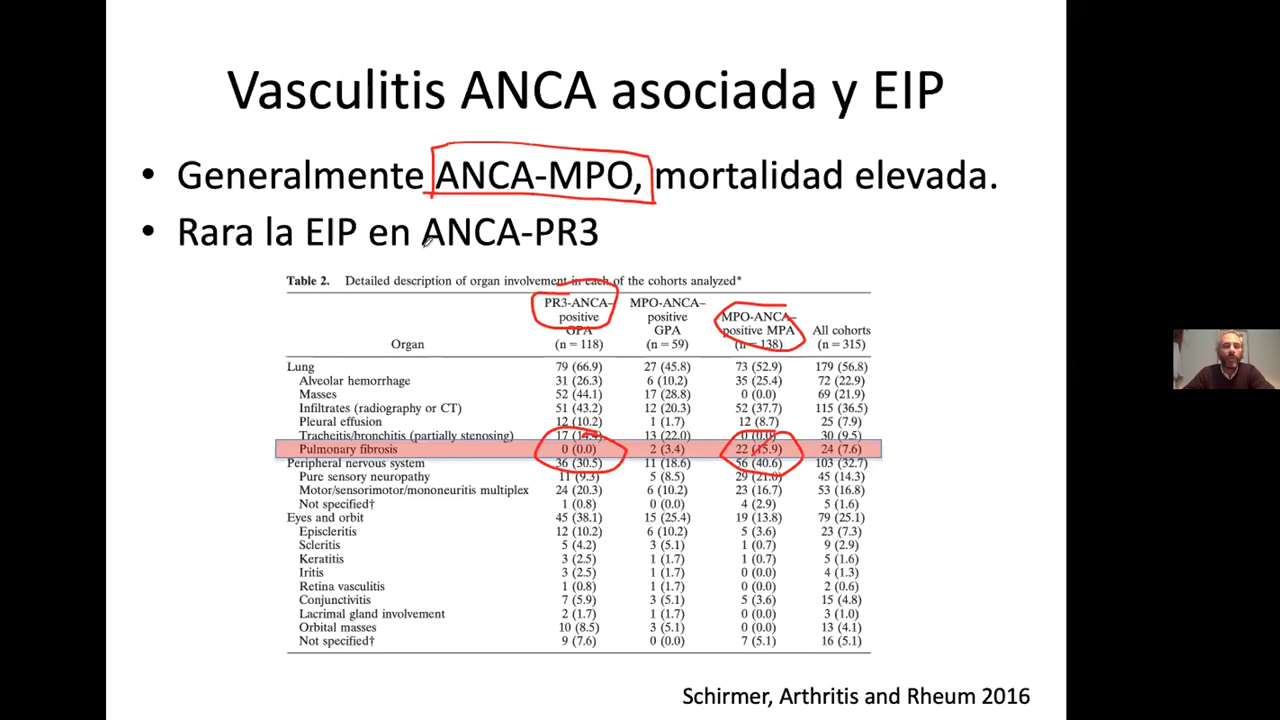 Vasculitis ANCA asociada y EIP
• Generalmente ANCA-MPO, mortalidad elevada.
• Rara la EIP en ANCA-PR3
Table 2. Detailed description of organ involvement in each of the cohorts analyzed*
PR3-ANCA– MPO-ANCA– MPO-ANCA–
positive positive positive MPA All cohorts
GPA GPA
Organ (n = 118) (n = 59) (n = 138) (n = 315)
Lung 79 (66.9) 27 (45.8) 73 (52.9) 179 (56.8)
Alveolar hemorrhage 31 (26.3) 6 (10.2) 35 (25.4) 72 (22.9)
Masses 52 (44.1) 17 (28.8) 0 (0.0) 69 (21.9)
Infiltrates (radiography or CT) 51 (43.2) 12 (20.3) 52 (37.7) 115 (36.5)
Pleural effusion 12 (10.2) 1 (1.7) 12 (8.7) 25 (7.9)
Tracheitis/bronchitis (partially stenosing) 17 (14.4) 13 (22.0) 0 (0.0) 30 (9.5)
Pulmonary fibrosis 0 (0.0) 2 (3.4) 22 (15.9) 24 (7.6)
Peripheral nervous system 36 (30.5) 11 (18.6) 56 (40.6) 103 (32.7)
Pure sensory neuropathy 11 (9.3) 5 (8.5) 29 (21.0) 45 (14.3)
Motor/sensorimotor/mononeuritis multiplex 24 (20.3) 6 (10.2) 23 (16.7) 53 (16.8)
Not specified† 1 (0.8) 0 (0.0) 4 (2.9) 5 (1.6)
Eyes and orbit 45 (38.1) 15 (25.4) 19 (13.8) 79 (25.1)
Episcleritis 12 (10.2) 6 (10.2) 5 (3.6) 23 (7.3)
Scleritis 5 (4.2) 3 (5.1) 1 (0.7) 9 (2.9)
Keratitis 3 (2.5) 1 (1.7) 1 (0.7) 5 (1.6)
Iritis 3 (2.5) 1 (1.7) 0 (0.0) 4 (1.3)
Retina vasculitis 1 (0.8) 1 (1.7) 0 (0.0) 2 (0.6)
Conjunctivitis 7 (5.9) 3 (5.1) 5 (3.6) 15 (4.8)
Lacrimal gland involvement 2 (1.7) 1 (1.7) 0 (0.0) 3 (1.0)
Orbital masses 10 (8.5) 3 (5.1) 0 (0.0) 13 (4.1)
Not specified† 9 (7.6) 0 (0.0) 7 (5.1) 16 (5.1)
Schirmer, Arthritis and Rheum 2016